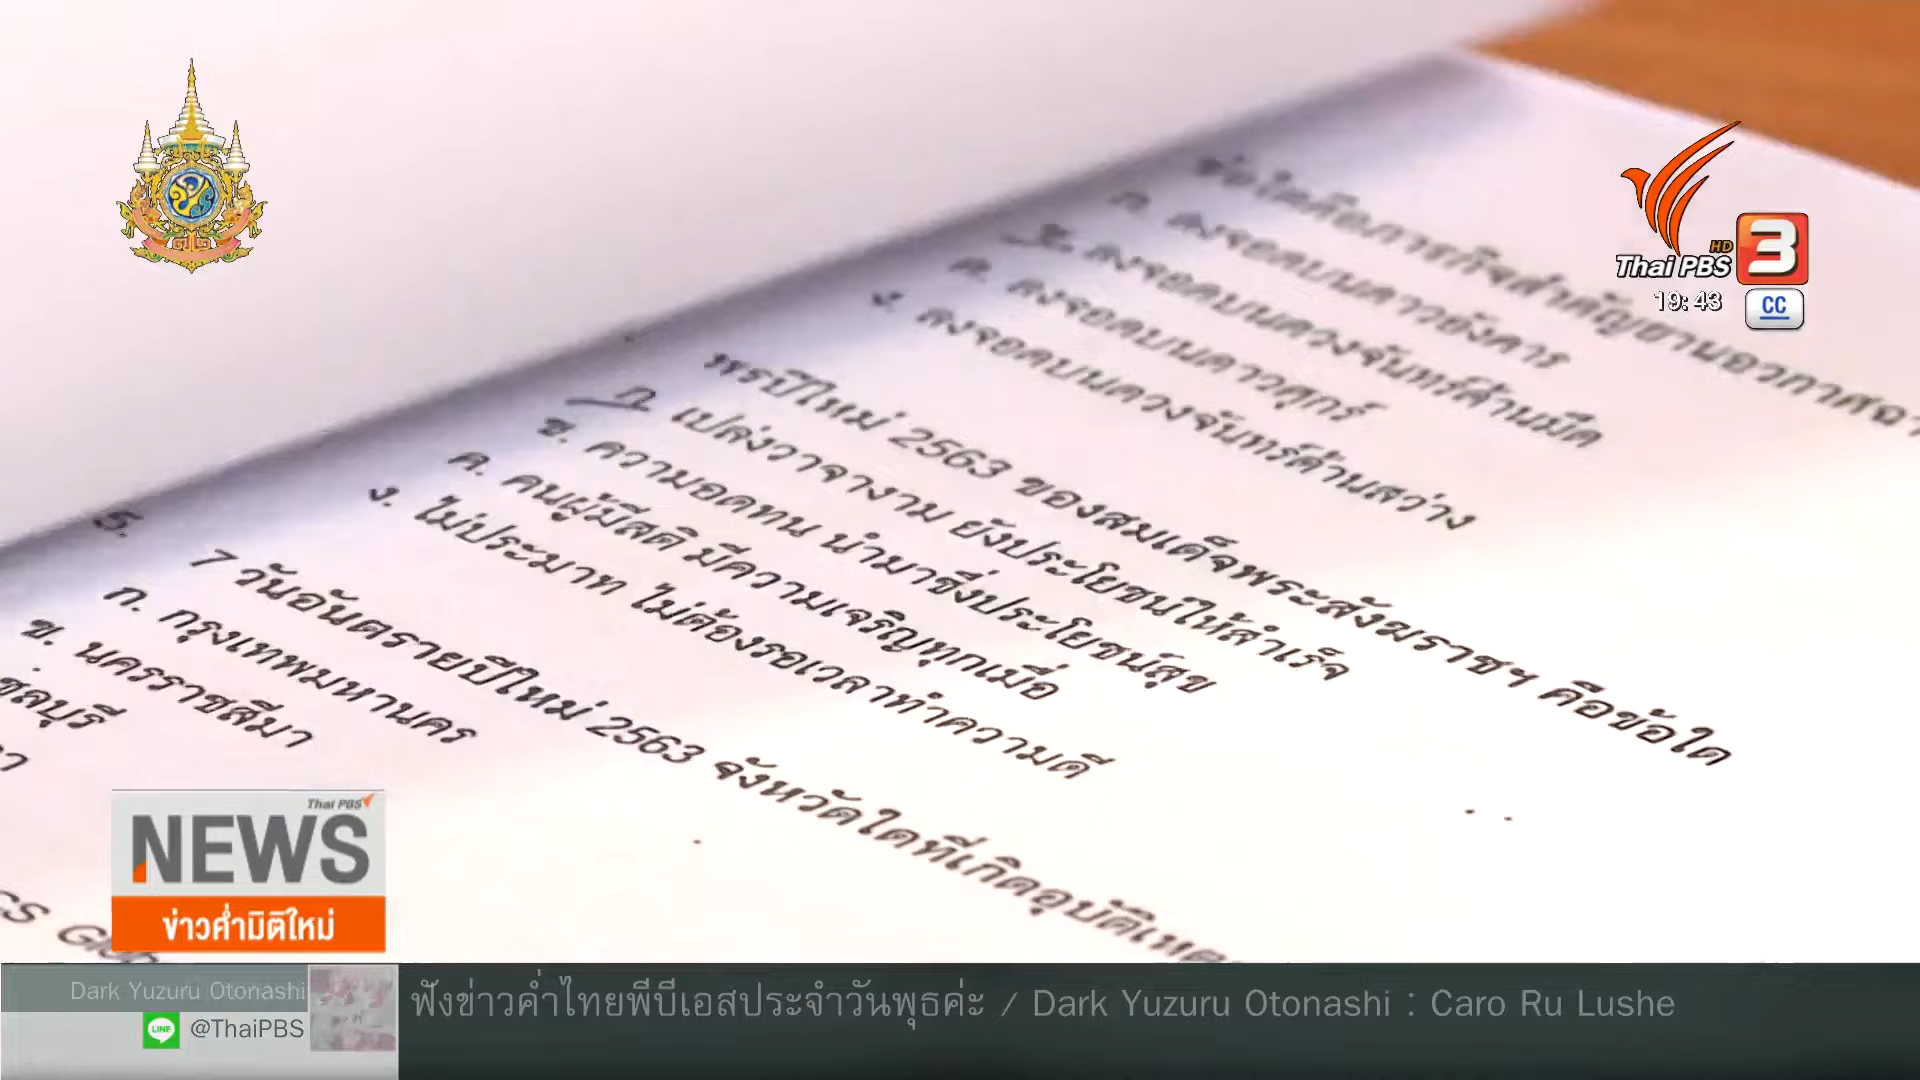 Thai PBS
HD
3
19:43
CC
ข้อใดคือภารกิจสำคัญยานอวกาศฉา
ก. ลงจอดบนดาวอังคาร
ข. ลงจอดบนดวงจันทร์ด้านมืด
ค. ลงจอดบนดาวศุกร์
ง. ลงจอดบนดวงจันทร์ด้านสว่าง
พรปีใหม่ 2563 ของสมเด็จพระสังฆราชฯ คือข้อใด
ก. เปล่งวาจางาม ยังประโยชน์ให้สำเร็จ
ข. ความอดทน นำมาซึ่งประโยชน์สุข
ค. คนผู้มีสติ มีความเจริญทุกเมื่อ
ง. ไม่ประมาท ไม่ต้องรอเวลาทำความดี
5. 7 วันอันตรายปีใหม่ 2563 จังหวัดใดที่เกิดอุบัติเหต
ก. กรุงเทพมหานคร
ข. นครราชสีมา
ชลบุรี
Thai PBS
NEWS
ข่าวค่ำมิติใหม่
Dark Yuzuru Otonashi
LINE @ThaiPBS
ฟังข่าวค่ำไทยพีบีเอสประจำวันพุธค่ะ / Dark Yuzuru Otonashi : Caro Ru Lushe